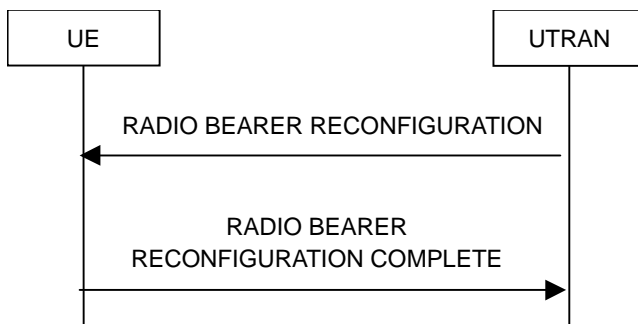 UE
UTRAN
RADIO BEARER RECONFIGURATION
RADIO BEARER
RECONFIGURATION COMPLETE